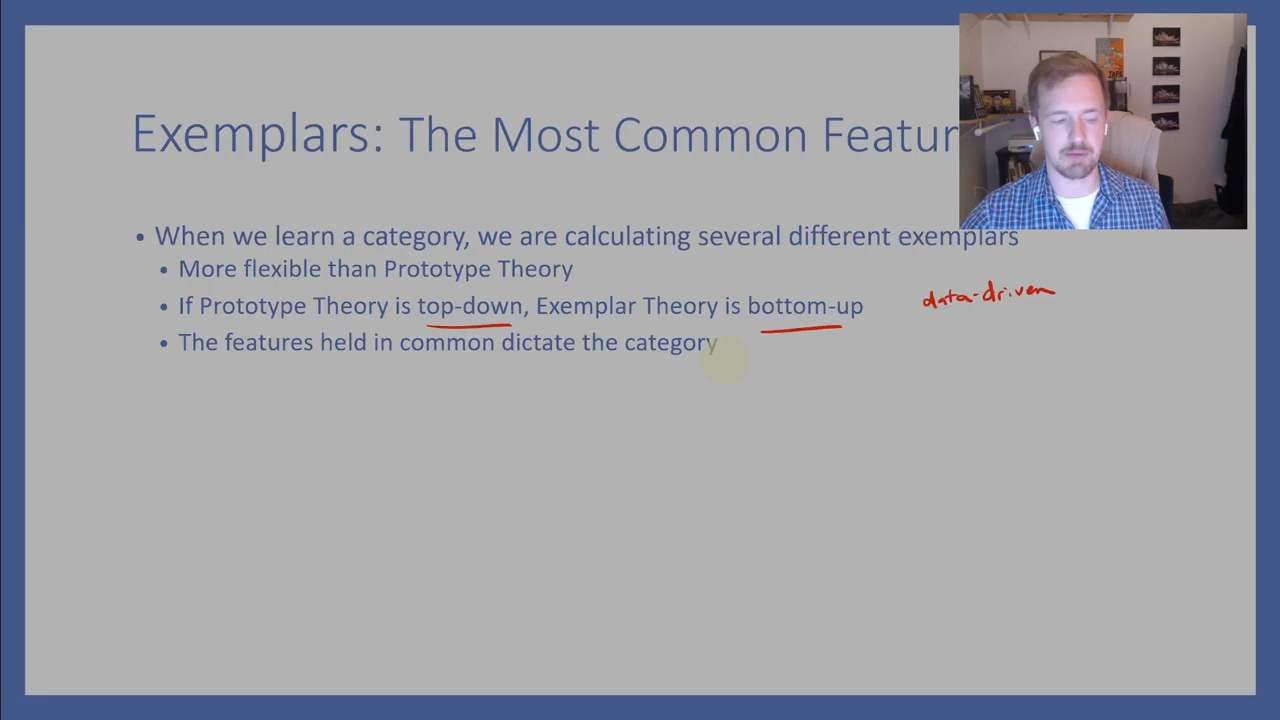 Exemplars: The Most Common Featur
• When we learn a category, we are calculating several different exemplars
• More flexible than Prototype Theory
• If Prototype Theory is top-down, Exemplar Theory is bottom-up
data-driven
• The features held in common dictate the category